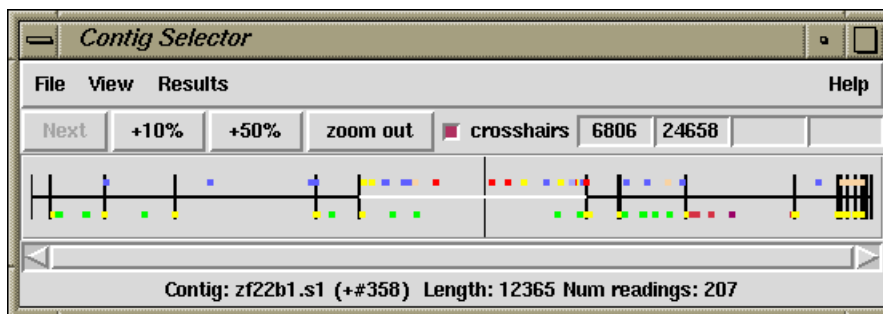 Contig Selector
File View Results Help
Next +10% +50% zoom out crosshairs 6806 24658
Contig: zf22b1.s1 (+#358) Length: 12365 Num readings: 207